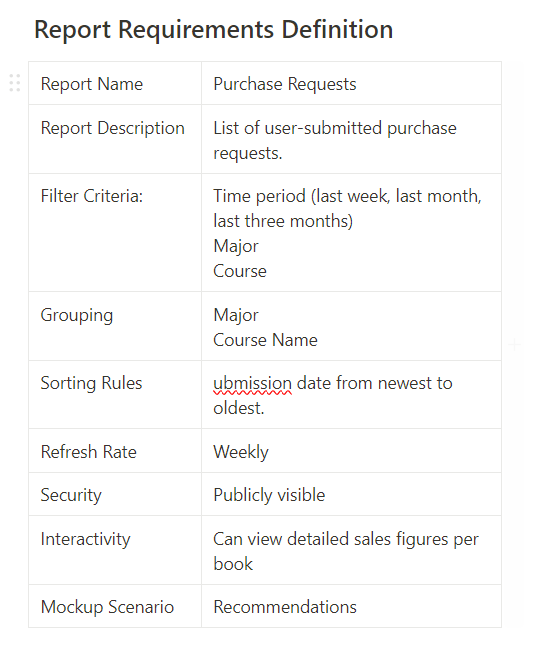 Report Requirements Definition
Report Name
Purchase Requests
Report Description
List of user-submitted purchase
requests.
Filter Criteria:
Time period (last week, last month,
last three months)
Major
Course
Grouping
Major
Course Name
Sorting Rules
ubmission date from newest to
oldest.
Refresh Rate
Weekly
Security
Publicly visible
Interactivity
Can view detailed sales figures per
book
Mockup Scenario
Recommendations